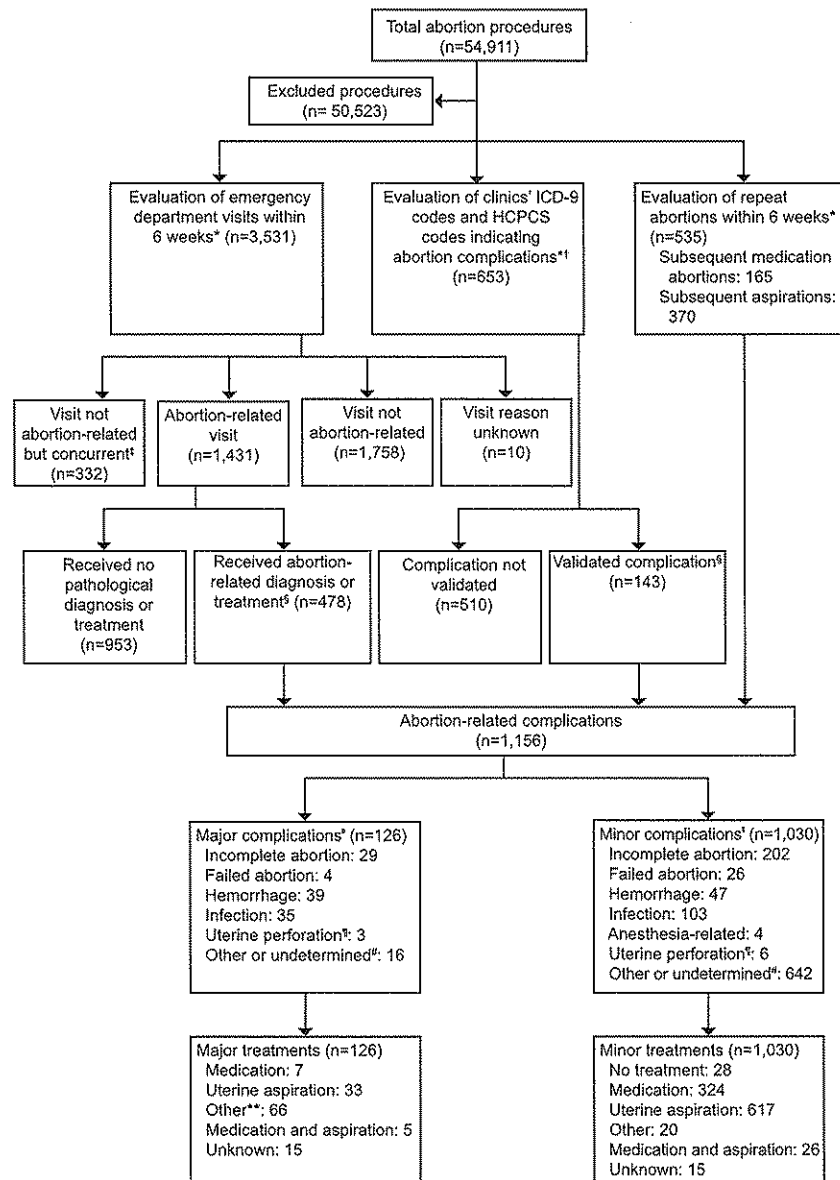 Total abortion procedures
(n=54,911)
Excluded procedures
(n= 50,523)
Evaluation of emergency
department visits within
6 weeks* (n=3,531)
Evaluation of clinics' ICD-9
codes and HCPCS
codes indicating
abortion complications*†
(n=653)
Evaluation of repeat
abortions within 6 weeks*
(n=535)
Subsequent medication
abortions: 165
Subsequent aspirations:
370
Visit not
abortion-related
but concurrent‡
(n=332)
Abortion-related
visit
(n=1,431)
Visit not
abortion-related
(n=1,758)
Visit reason
unknown
(n=10)
Received no
pathological
diagnosis or
treatment
(n=953)
Received abortion-
related diagnosis or
treatment§ (n=478)
Complication not
validated
(n=510)
Validated complication§
(n=143)
Abortion-related complications
(n=1,156)
Major complications* (n=126)
Incomplete abortion: 29
Failed abortion: 4
Hemorrhage: 39
Infection: 35
Uterine perforation¶: 3
Other or undetermined#: 16
Minor complications‡ (n=1,030)
Incomplete abortion: 202
Failed abortion: 26
Hemorrhage: 47
Infection: 103
Anesthesia-related: 4
Uterine perforation¶: 6
Other or undetermined#: 642
Major treatments (n=126)
Medication: 7
Uterine aspiration: 33
Other**: 66
Medication and aspiration: 5
Unknown: 15
Minor treatments (n=1,030)
No treatment: 28
Medication: 324
Uterine aspiration: 617
Other: 20
Medication and aspiration: 26
Unknown: 15